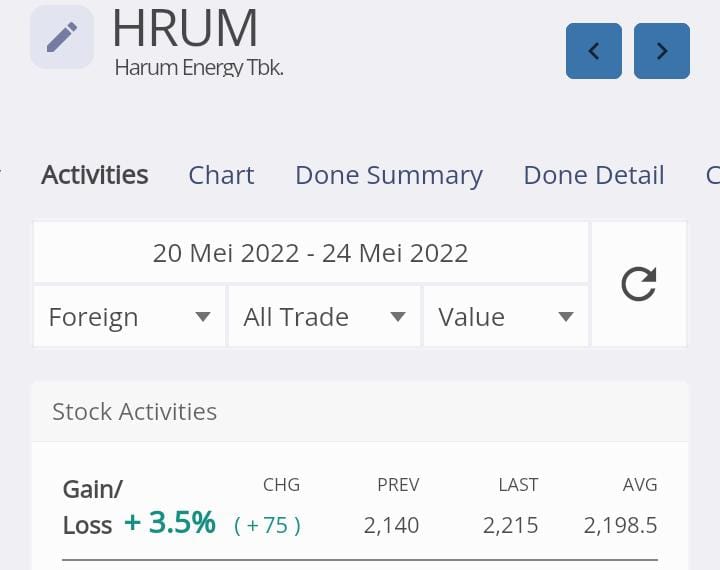 HRUM
Harum Energy Tbk.
Activities Chart Done Summary Done Detail
20 Mei 2022 - 24 Mei 2022
Foreign All Trade Value
Stock Activities
Gain/ CHG PREV LAST AVG
Loss + 3.5% ( + 75 ) 2,140 2,215 2,198.5